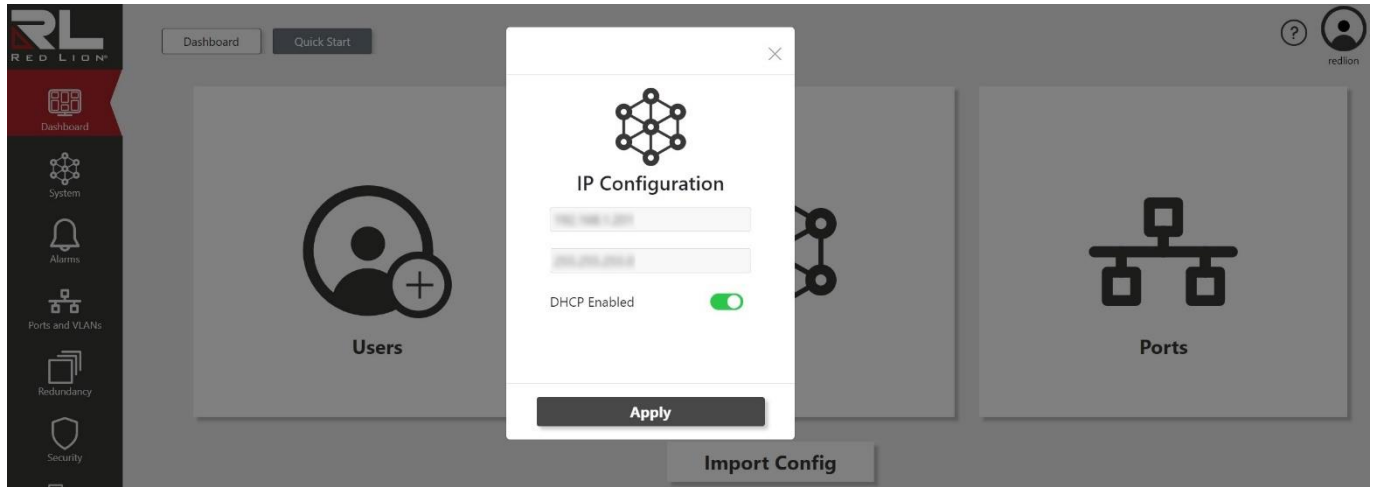 RL
RED LION®
Dashboard
Quick Start
?
redlion
Dashboard
System
Alarms
Ports and VLANs
Redundancy
Security
IP Configuration
DHCP Enabled
Apply
Users
Ports
Import Config